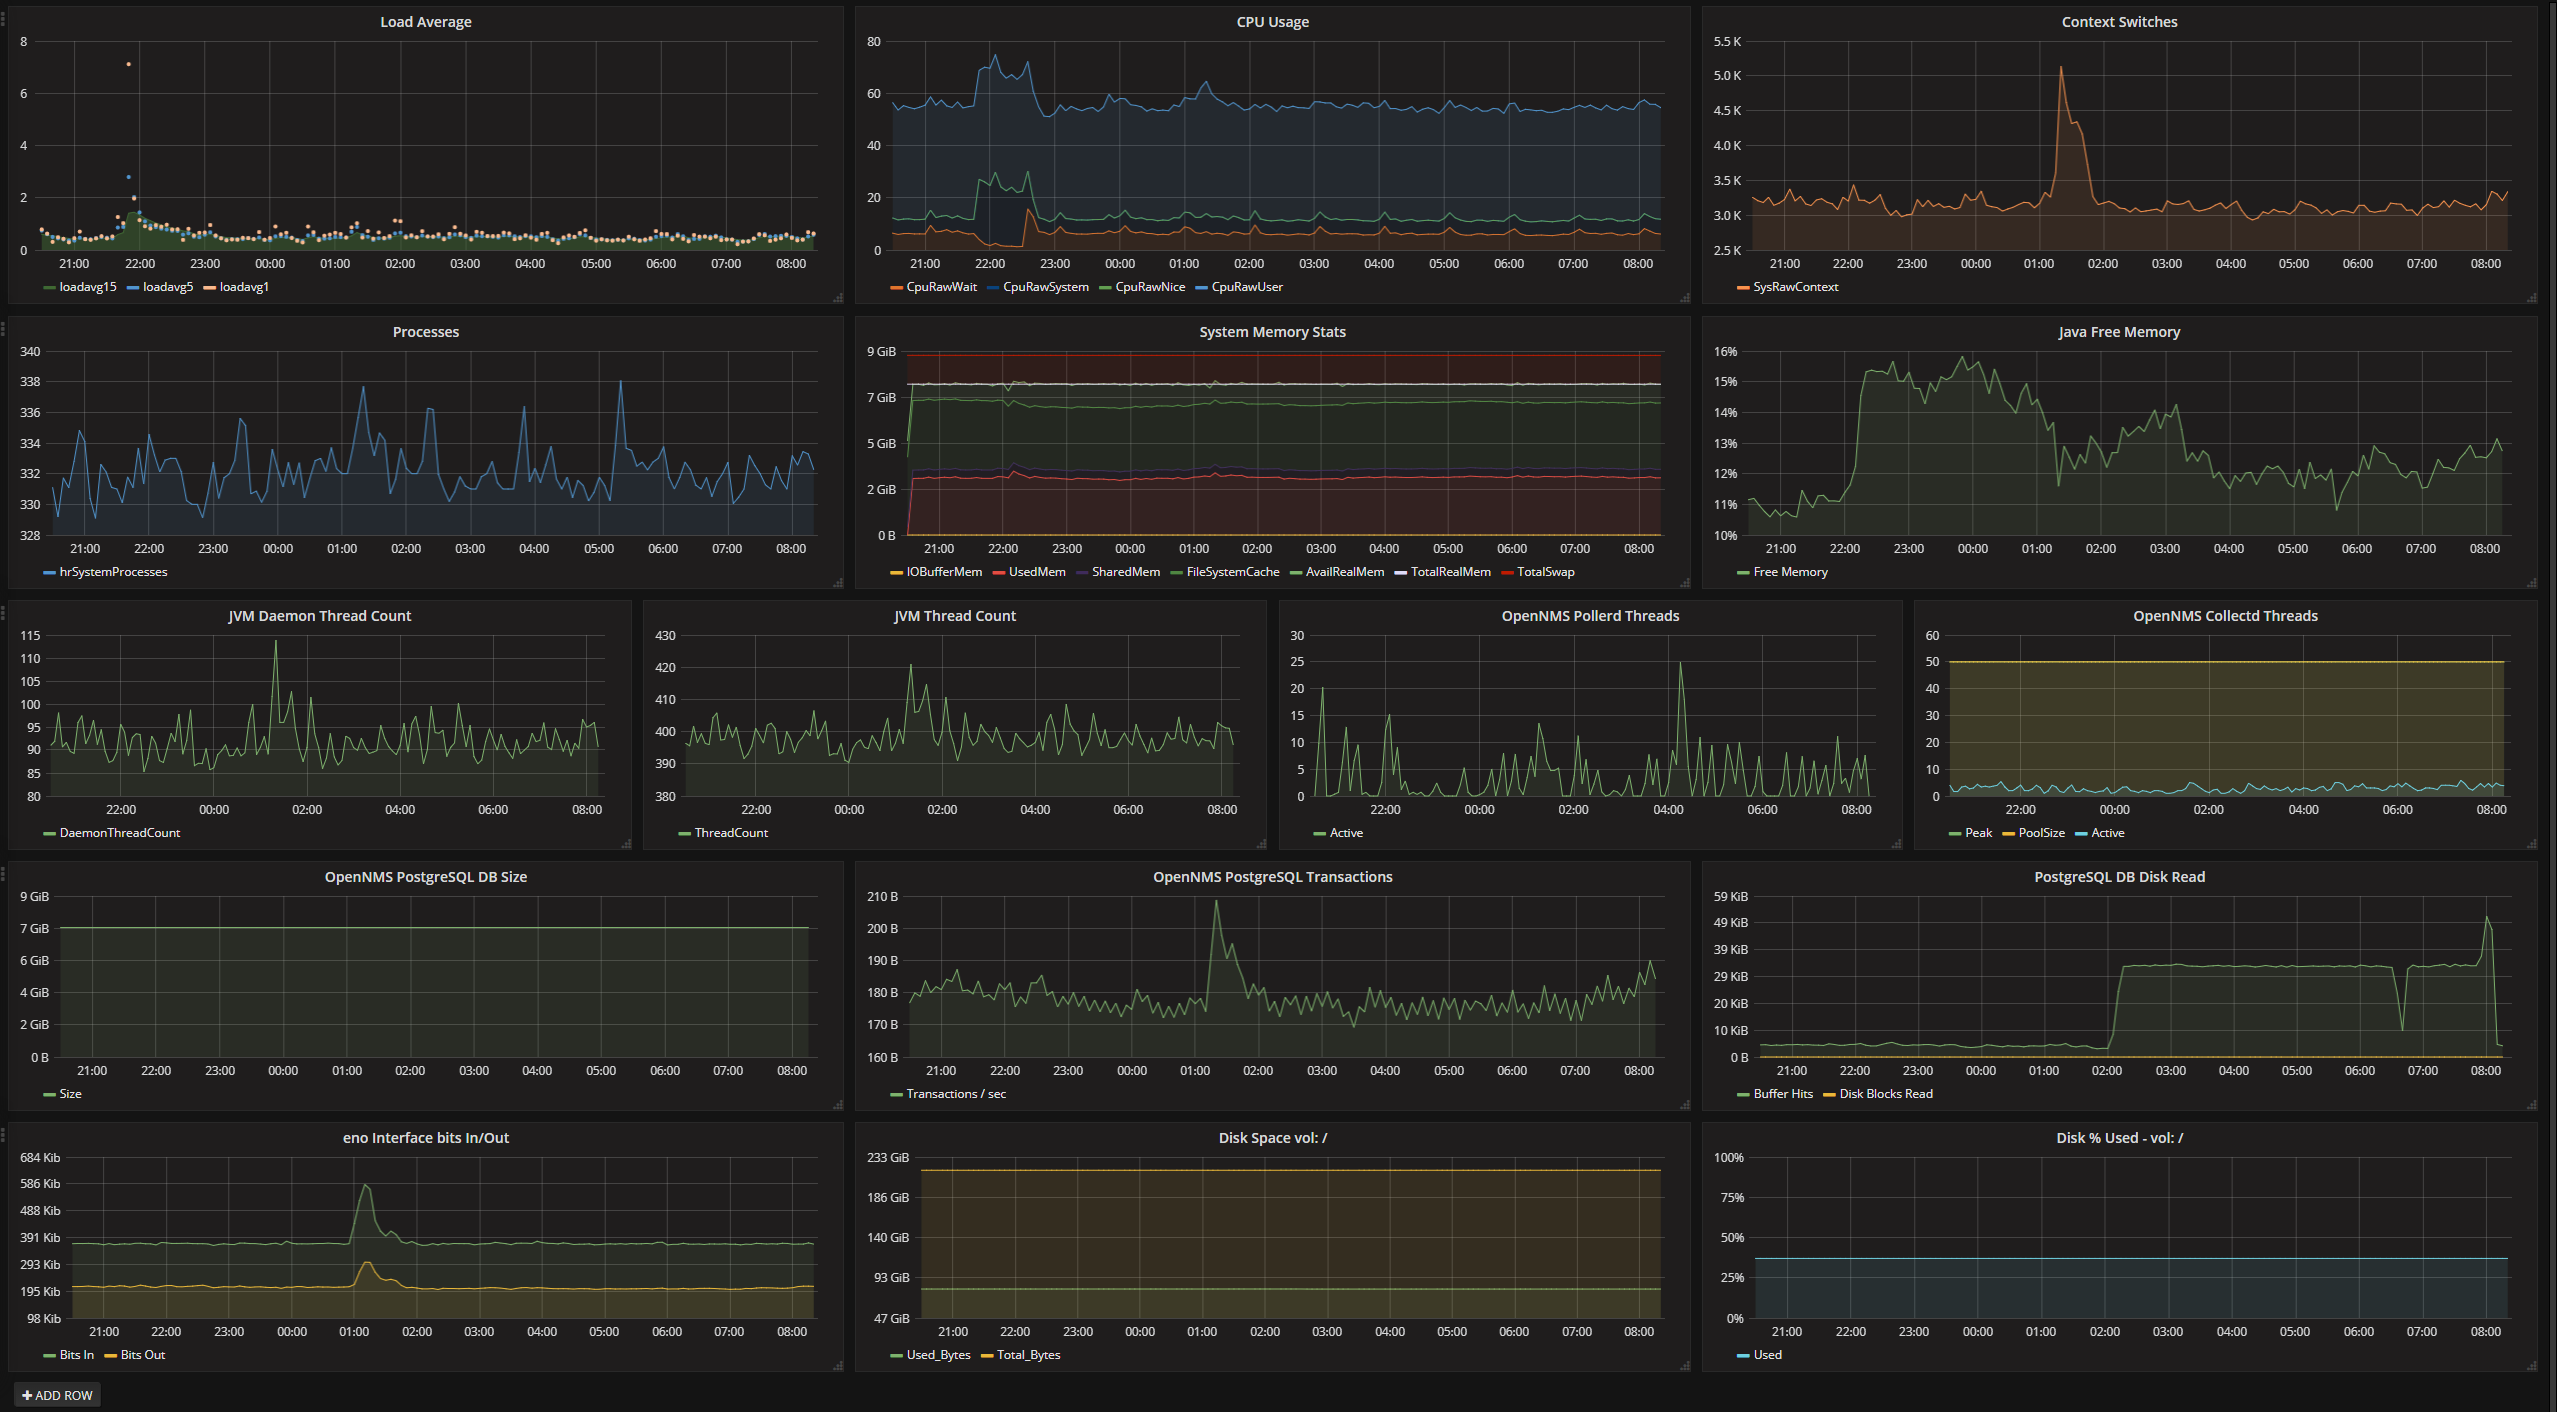 Load Average
8
6
4
2
0
21:00 22:00 23:00 00:00 01:00 02:00 03:00 04:00 05:00 06:00 07:00 08:00
loadavg15 loadavg5 loadavg1
CPU Usage
80
60
40
20
0
21:00 22:00 23:00 00:00 01:00 02:00 03:00 04:00 05:00 06:00 07:00 08:00
CpuRawWait CpuRawSystem CpuRawNice CpuRawUser
Context Switches
5.5 K
5.0 K
4.5 K
4.0 K
3.5 K
3.0 K
2.5 K
21:00 22:00 23:00 00:00 01:00 02:00 03:00 04:00 05:00 06:00 07:00 08:00
SysRawContext
Processes
340
338
336
334
332
330
328
21:00 22:00 23:00 00:00 01:00 02:00 03:00 04:00 05:00 06:00 07:00 08:00
hrSystemProcesses
System Memory Stats
9 GiB
7 GiB
5 GiB
2 GiB
0 B
21:00 22:00 23:00 00:00 01:00 02:00 03:00 04:00 05:00 06:00 07:00 08:00
IOBufferMem UsedMem SharedMem FileSystemCache AvailRealMem TotalRealMem TotalSwap
Java Free Memory
16%
15%
14%
13%
12%
11%
10%
21:00 22:00 23:00 00:00 01:00 02:00 03:00 04:00 05:00 06:00 07:00 08:00
Free Memory
JVM Daemon Thread Count
115
110
105
100
95
90
85
80
22:00 00:00 02:00 04:00 06:00 08:00
DaemonThreadCount
JVM Thread Count
430
420
410
400
390
380
22:00 00:00 02:00 04:00 06:00 08:00
ThreadCount
OpenNMS Pollerd Threads
30
25
20
15
10
5
0
22:00 00:00 02:00 04:00 06:00 08:00
Active
OpenNMS Collectd Threads
60
50
40
30
20
10
0
22:00 00:00 02:00 04:00 06:00 08:00
Peak PoolSize Active
OpenNMS PostgreSQL DB Size
9 GiB
7 GiB
6 GiB
4 GiB
2 GiB
0 B
21:00 22:00 23:00 00:00 01:00 02:00 03:00 04:00 05:00 06:00 07:00 08:00
Size
OpenNMS PostgreSQL Transactions
210 B
200 B
190 B
180 B
170 B
160 B
21:00 22:00 23:00 00:00 01:00 02:00 03:00 04:00 05:00 06:00 07:00 08:00
Transactions / sec
PostgreSQL DB Disk Read
59 KiB
49 KiB
39 KiB
29 KiB
20 KiB
10 KiB
0 B
21:00 22:00 23:00 00:00 01:00 02:00 03:00 04:00 05:00 06:00 07:00 08:00
Buffer Hits Disk Blocks Read
eno Interface bits In/Out
684 Kib
586 Kib
488 Kib
391 Kib
293 Kib
195 Kib
98 Kib
21:00 22:00 23:00 00:00 01:00 02:00 03:00 04:00 05:00 06:00 07:00 08:00
Bits In Bits Out
Disk Space vol: /
233 GiB
186 GiB
140 GiB
93 GiB
47 GiB
21:00 22:00 23:00 00:00 01:00 02:00 03:00 04:00 05:00 06:00 07:00 08:00
Used_Bytes Total_Bytes
Disk % Used - vol: /
100%
75%
50%
25%
0%
21:00 22:00 23:00 00:00 01:00 02:00 03:00 04:00 05:00 06:00 07:00 08:00
Used
+ ADD ROW